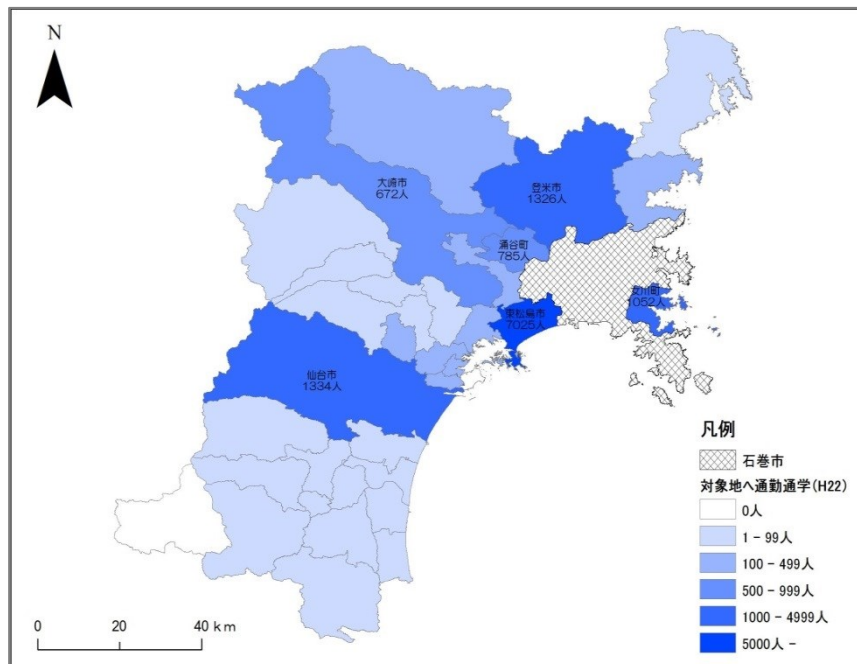 N
大崎市
672人
登米市
1326人
涌谷町
785人
女川町
1052人
東松島市
7025人
仙台市
1334人
凡例
石巻市
対象地へ通勤通学(H22)
0人
1 - 99人
100 - 499人
500 - 999人
1000 - 4999人
5000人 -
0 20 40 km